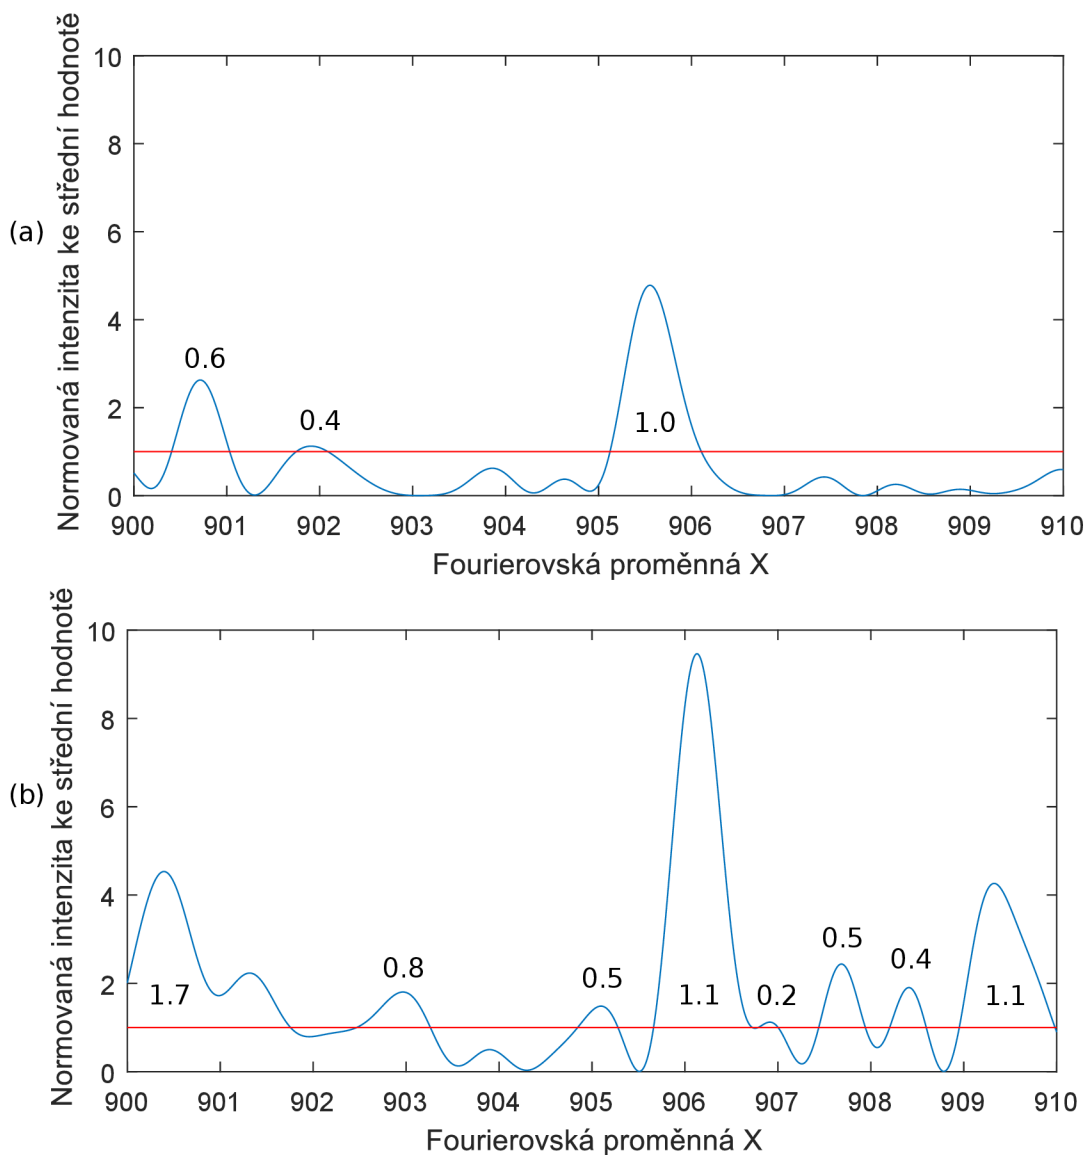 (a)
Normovaná intenzita ke střední hodnotě
10
8
6
4
2
0
0.6
0.4
1.0
900 901 902 903 904 905 906 907 908 909 910
Fourierovská proměnná X
(b)
Normovaná intenzita ke střední hodnotě
10
8
6
4
2
0
1.7
0.8
0.5
1.1
0.2
0.5
0.4
1.1
900 901 902 903 904 905 906 907 908 909 910
Fourierovská proměnná X